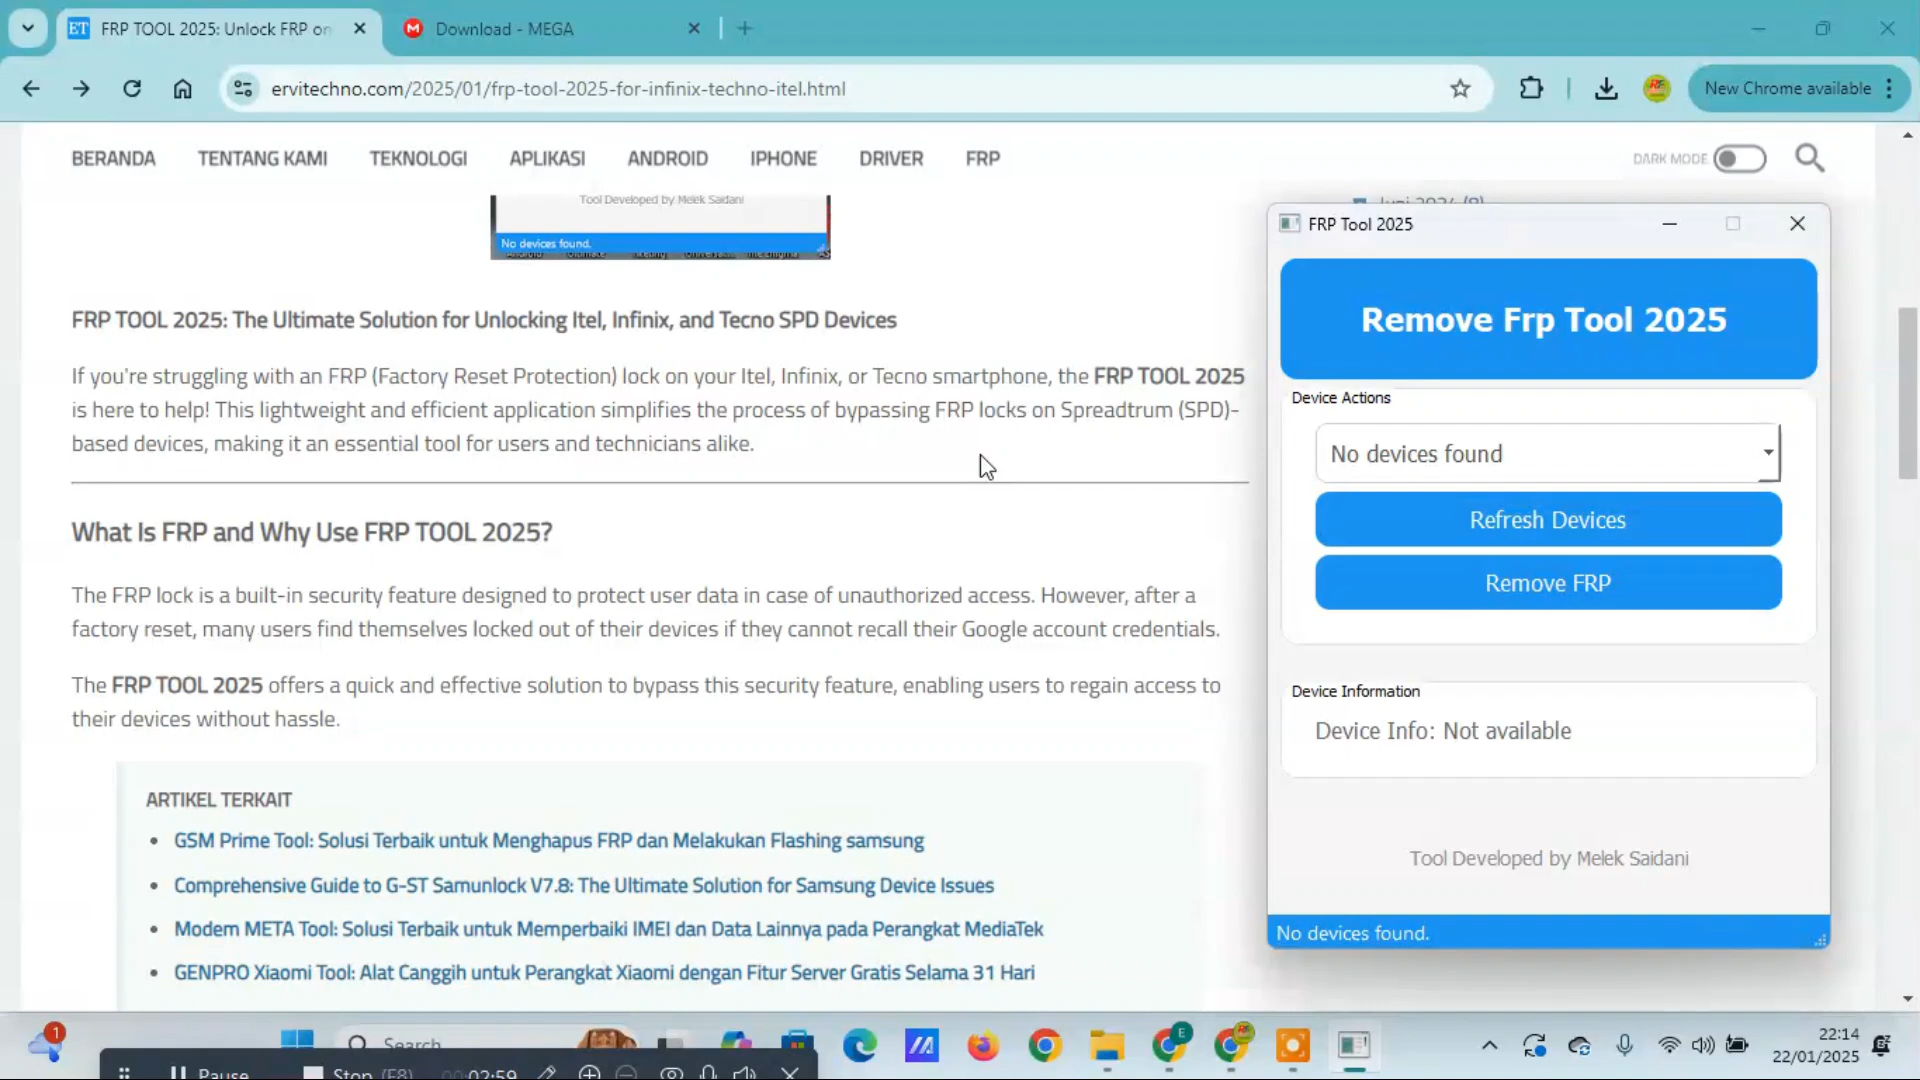 FRP TOOL 2025: Unlock FRP on
Download - MEGA
ervitechno.com/2025/01/frp-tool-2025-for-infinix-techno-itel.html
New Chrome available
BERANDA
TENTANG KAMI
TEKNOLOGI
APLIKASI
ANDROID
IPHONE
DRIVER
FRP
DARK MODE
Tool Developed by Melek Saidani
No devices found.
FRP TOOL 2025: The Ultimate Solution for Unlocking Itel, Infinix, and Tecno SPD Devices
If you're struggling with an FRP (Factory Reset Protection) lock on your Itel, Infinix, or Tecno smartphone, the FRP TOOL 2025
is here to help! This lightweight and efficient application simplifies the process of bypassing FRP locks on Spreadtrum (SPD)-
based devices, making it an essential tool for users and technicians alike.
What Is FRP and Why Use FRP TOOL 2025?
The FRP lock is a built-in security feature designed to protect user data in case of unauthorized access. However, after a
factory reset, many users find themselves locked out of their devices if they cannot recall their Google account credentials.
The FRP TOOL 2025 offers a quick and effective solution to bypass this security feature, enabling users to regain access to
their devices without hassle.
ARTIKEL TERKAIT
GSM Prime Tool: Solusi Terbaik untuk Menghapus FRP dan Melakukan Flashing samsung
Comprehensive Guide to G-ST Samunlock V7.8: The Ultimate Solution for Samsung Device Issues
Modem META Tool: Solusi Terbaik untuk Memperbaiki IMEI dan Data Lainnya pada Perangkat MediaTek
GENPRO Xiaomi Tool: Alat Canggih untuk Perangkat Xiaomi dengan Fitur Server Gratis Selama 31 Hari
FRP Tool 2025
Remove Frp Tool 2025
Device Actions
No devices found
Refresh Devices
Remove FRP
Device Information
Device Info: Not available
Tool Developed by Melek Saidani
No devices found.
1
Search
Pause
Stop (F8)
00:02:59
22:14
22/01/2025